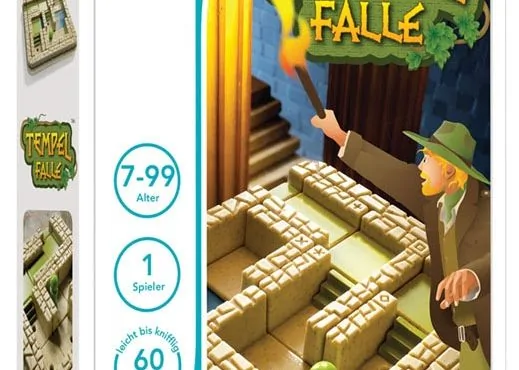 TEMPEL
FALLE
FALLE
7-99
Alter
1
Spieler
leicht bis knifflig
60